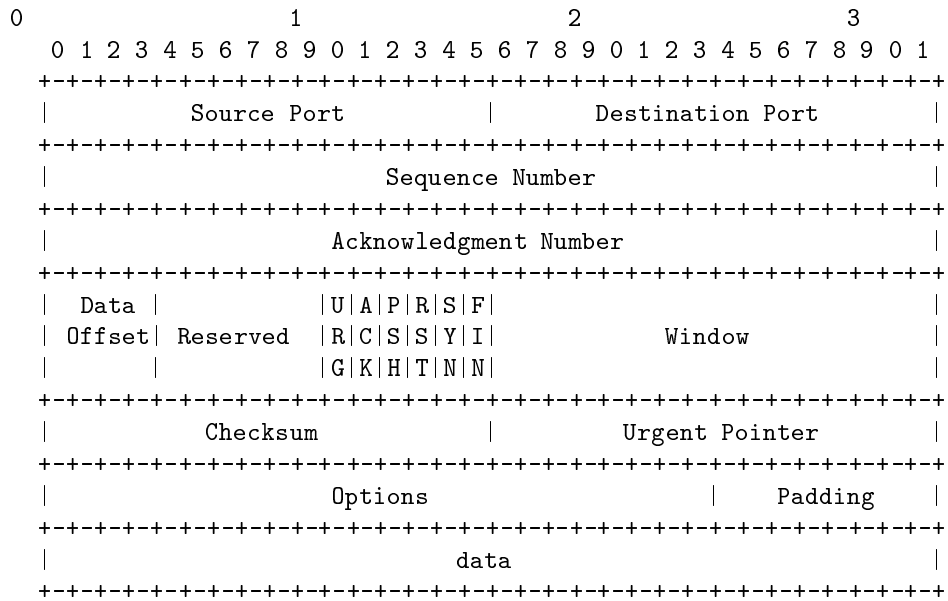 0                   1                   2                   3
   0 1 2 3 4 5 6 7 8 9 0 1 2 3 4 5 6 7 8 9 0 1 2 3 4 5 6 7 8 9 0 1
  +-+-+-+-+-+-+-+-+-+-+-+-+-+-+-+-+-+-+-+-+-+-+-+-+-+-+-+-+-+-+-+-+
  |          Source Port          |       Destination Port        |
  +-+-+-+-+-+-+-+-+-+-+-+-+-+-+-+-+-+-+-+-+-+-+-+-+-+-+-+-+-+-+-+-+
  |                        Sequence Number                        |
  +-+-+-+-+-+-+-+-+-+-+-+-+-+-+-+-+-+-+-+-+-+-+-+-+-+-+-+-+-+-+-+-+
  |                    Acknowledgment Number                      |
  +-+-+-+-+-+-+-+-+-+-+-+-+-+-+-+-+-+-+-+-+-+-+-+-+-+-+-+-+-+-+-+-+
  |  Data |           |U|A|P|R|S|F|                               |
  | Offset| Reserved  |R|C|S|S|Y|I|            Window             |
  |       |           |G|K|H|T|N|N|                               |
  +-+-+-+-+-+-+-+-+-+-+-+-+-+-+-+-+-+-+-+-+-+-+-+-+-+-+-+-+-+-+-+-+
  |           Checksum            |         Urgent Pointer        |
  +-+-+-+-+-+-+-+-+-+-+-+-+-+-+-+-+-+-+-+-+-+-+-+-+-+-+-+-+-+-+-+-+
  |                    Options                    |    Padding    |
  +-+-+-+-+-+-+-+-+-+-+-+-+-+-+-+-+-+-+-+-+-+-+-+-+-+-+-+-+-+-+-+-+
  |                             data                              |
  +-+-+-+-+-+-+-+-+-+-+-+-+-+-+-+-+-+-+-+-+-+-+-+-+-+-+-+-+-+-+-+-+